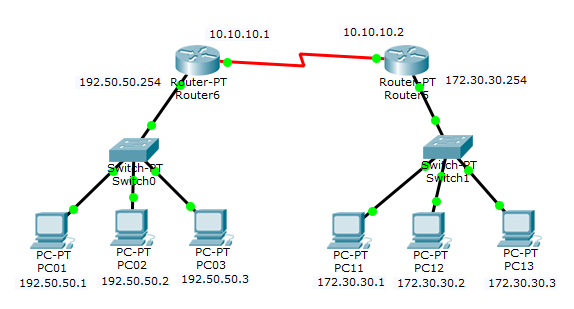 10.10.10.1
10.10.10.2
192.50.50.254
Router-PT
Router6
Router-PT
Router5
172.30.30.254
Switch-PT
Switch0
Switch-PT
Switch1
PC-PT
PC01
192.50.50.1
PC-PT
PC02
192.50.50.2
PC-PT
PC03
192.50.50.3
PC-PT
PC11
172.30.30.1
PC-PT
PC12
172.30.30.2
PC-PT
PC13
172.30.30.3